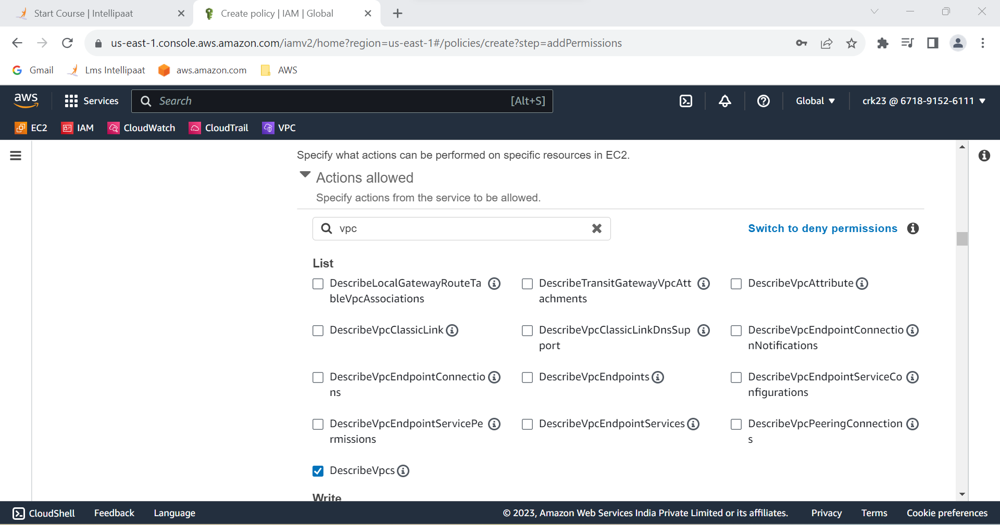 Start Course | Intellipaat
Create policy | IAM | Global
us-east-1.console.aws.amazon.com/iamv2/home?region=us-east-1#/policies/create?step=addPermissions
Gmail
Lms Intellipaat
aws.amazon.com
AWS
aws
Services
Search
[Alt+S]
Global
crk23 @ 6718-9152-6111
EC2
IAM
CloudWatch
CloudTrail
VPC
Specify what actions can be performed on specific resources in EC2.
Actions allowed
Specify actions from the service to be allowed.
vpc
Switch to deny permissions
List
DescribeLocalGatewayRouteTa
bleVpcAssociations
DescribeTransitGatewayVpcAtt
achments
DescribeVpcAttribute
DescribeVpcClassicLink
DescribeVpcClassicLinkDnsSup
port
DescribeVpcEndpointConnectio
nNotifications
DescribeVpcEndpointConnectio
ns
DescribeVpcEndpoints
DescribeVpcEndpointServiceCo
nfigurations
DescribeVpcEndpointServicePe
rmissions
DescribeVpcEndpointServices
DescribeVpcPeeringConnection
s
DescribeVpcs
Write
CloudShell
Feedback
Language
© 2023, Amazon Web Services India Private Limited or its affiliates.
Privacy
Terms
Cookie preferences